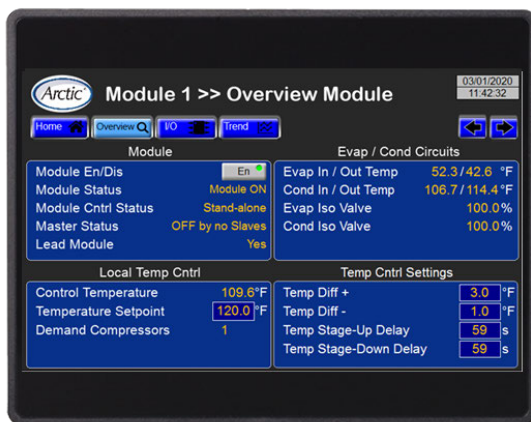 Arctic
Module 1 >> Overview Module
03/01/2020
11:42:32
Home
Overview
I/O
Trend
Module
Module En/Dis En
Module Status Module ON
Module Cntrl Status Stand-alone
Master Status OFF by no Slaves
Lead Module Yes
Evap / Cond Circuits
Evap In / Out Temp 52.3/42.6 °F
Cond In / Out Temp 106.7/114.4 °F
Evap Iso Valve 100.0%
Cond Iso Valve 100.0%
Local Temp Cntrl
Control Temperature 109.6°F
Temperature Setpoint 120.0 °F
Demand Compressors 1
Temp Cntrl Settings
Temp Diff + 3.0 °F
Temp Diff - 1.0 °F
Temp Stage-Up Delay 59 s
Temp Stage-Down Delay 59 s